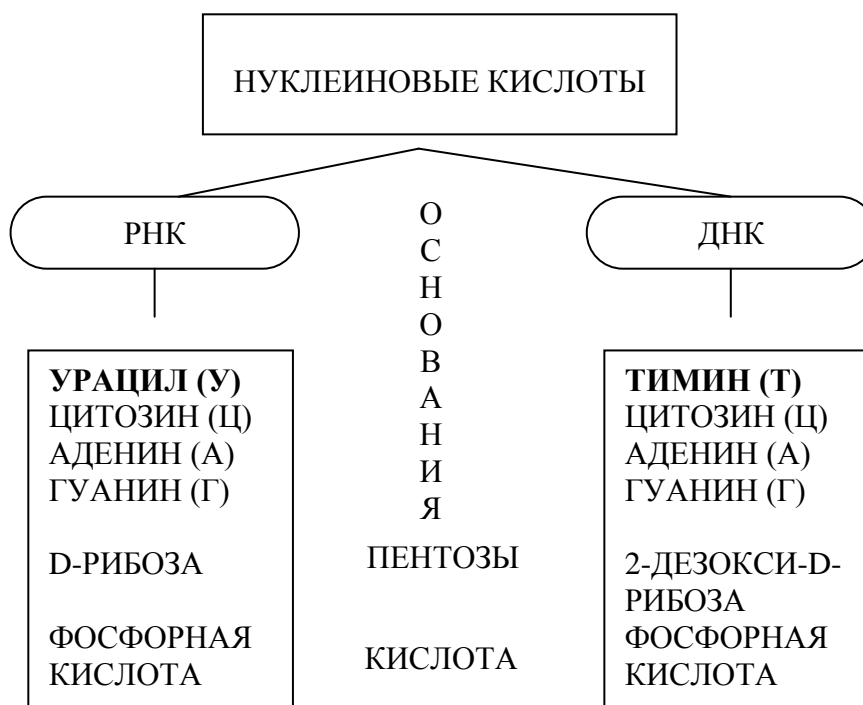 НУКЛЕИНОВЫЕ КИСЛОТЫ
РНК
ДНК
ОСНОВАНИЯ
УРАЦИЛ (У)
ЦИТОЗИН (Ц)
АДЕНИН (А)
ГУАНИН (Г)
D-РИБОЗА
ФОСФОРНАЯ
КИСЛОТА
ПЕНТОЗЫ
КИСЛОТА
ТИМИН (Т)
ЦИТОЗИН (Ц)
АДЕНИН (А)
ГУАНИН (Г)
2-ДЕЗОКСИ-D-
РИБОЗА
ФОСФОРНАЯ
КИСЛОТА